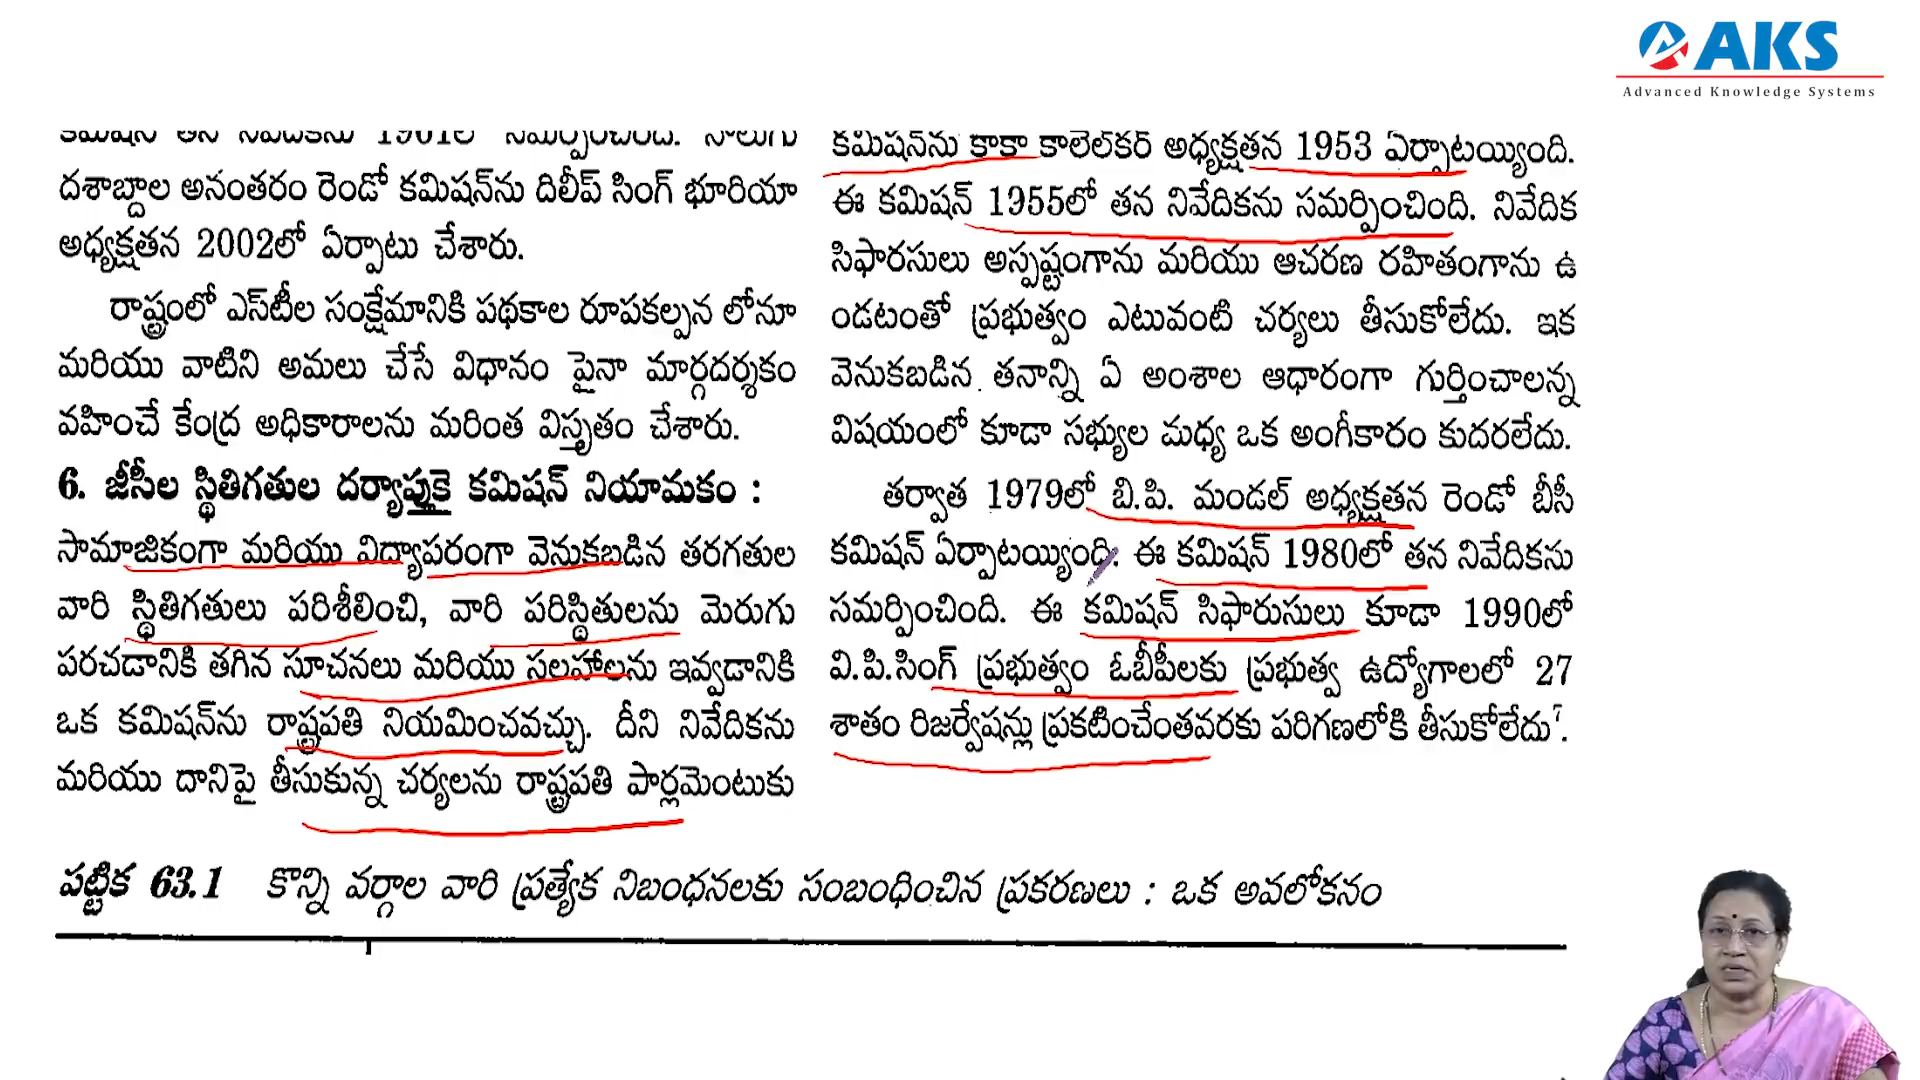 AKS
Advanced Knowledge Systems
కమిషన్ తన నివేదికను 1961లో సమర్పించింది. నాలుగు
దశాబ్దాల అనంతరం రెండో కమిషన్‌ను దిలీప్ సింగ్ భూరియా
అధ్యక్షతన 2002లో ఏర్పాటు చేశారు.
రాష్ట్రంలో ఎస్‌టీల సంక్షేమానికి పథకాల రూపకల్పన లోనూ
మరియు వాటిని అమలు చేసే విధానం పైనా మార్గదర్శకం
వహించే కేంద్ర అధికారాలను మరింత విస్తృతం చేశారు.
6. జీసీల స్థితిగతుల దర్యాప్తుకై కమిషన్ నియామకం :
సామాజికంగా మరియు విద్యాపరంగా వెనుకబడిన తరగతుల
వారి స్థితిగతులు పరిశీలించి, వారి పరిస్థితులను మెరుగు
పరచడానికి తగిన సూచనలు మరియు సలహాలను ఇవ్వడానికి
ఒక కమిషన్‌ను రాష్ట్రపతి నియమించవచ్చు. దీని నివేదికను
మరియు దానిపై తీసుకున్న చర్యలను రాష్ట్రపతి పార్లమెంటుకు
కమిషన్‌ను కాకా కాలేల్‌కర్ అధ్యక్షతన 1953 ఏర్పాటయ్యింది.
ఈ కమిషన్ 1955లో తన నివేదికను సమర్పించింది. నివేదిక
సిఫారసులు అస్పష్టంగాను మరియు ఆచరణ రహితంగాను ఉ
ండటంతో ప్రభుత్వం ఎటువంటి చర్యలు తీసుకోలేదు. ఇక
వెనుకబడిన తనాన్ని ఏ అంశాల ఆధారంగా గుర్తించాలన్న
విషయంలో కూడా సభ్యుల మధ్య ఒక అంగీకారం కుదరలేదు.
తర్వాత 1979లో బి.పి. మండల్ అధ్యక్షతన రెండో బీసీ
కమిషన్ ఏర్పాటయ్యింది. ఈ కమిషన్ 1980లో తన నివేదికను
సమర్పించింది. ఈ కమిషన్ సిఫారుసులు కూడా 1990లో
వి.పి.సింగ్ ప్రభుత్వం ఓబీపీలకు ప్రభుత్వ ఉద్యోగాలలో 27
శాతం రిజర్వేషన్లు ప్రకటించేంతవరకు పరిగణలోకి తీసుకోలేదు⁷.
పట్టిక 63.1 కొన్ని వర్గాల వారి ప్రత్యేక నిబంధనలకు సంబంధించిన ప్రకరణలు : ఒక అవలోకనం